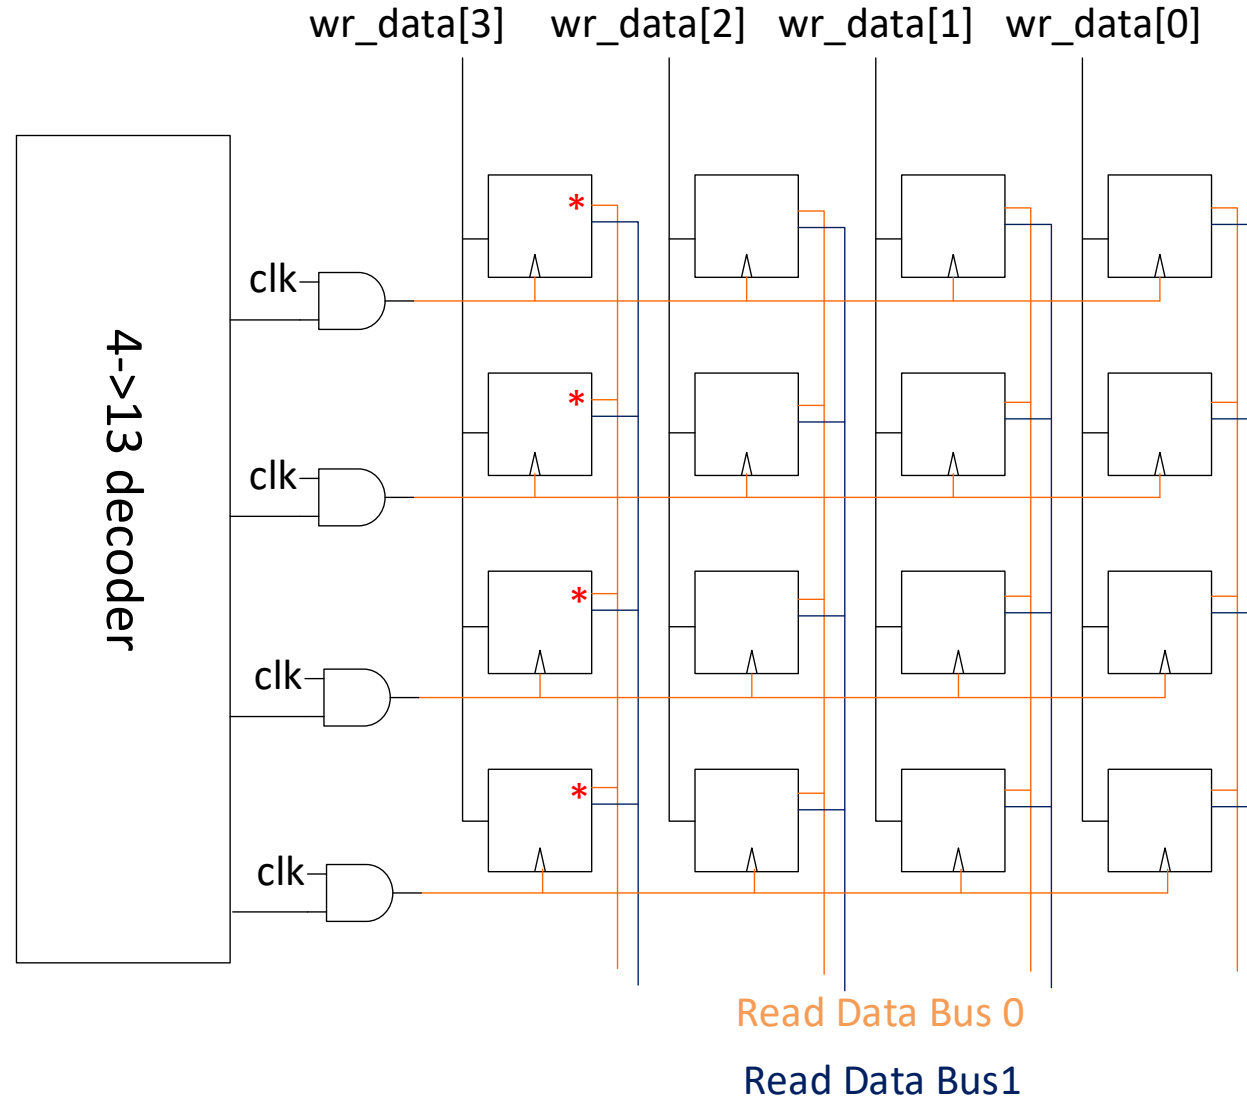 wr_data[3] wr_data[2] wr_data[1] wr_data[0]
*
clk
4->13 decoder
*
clk
*
clk
*
clk
Read Data Bus 0
Read Data Bus1